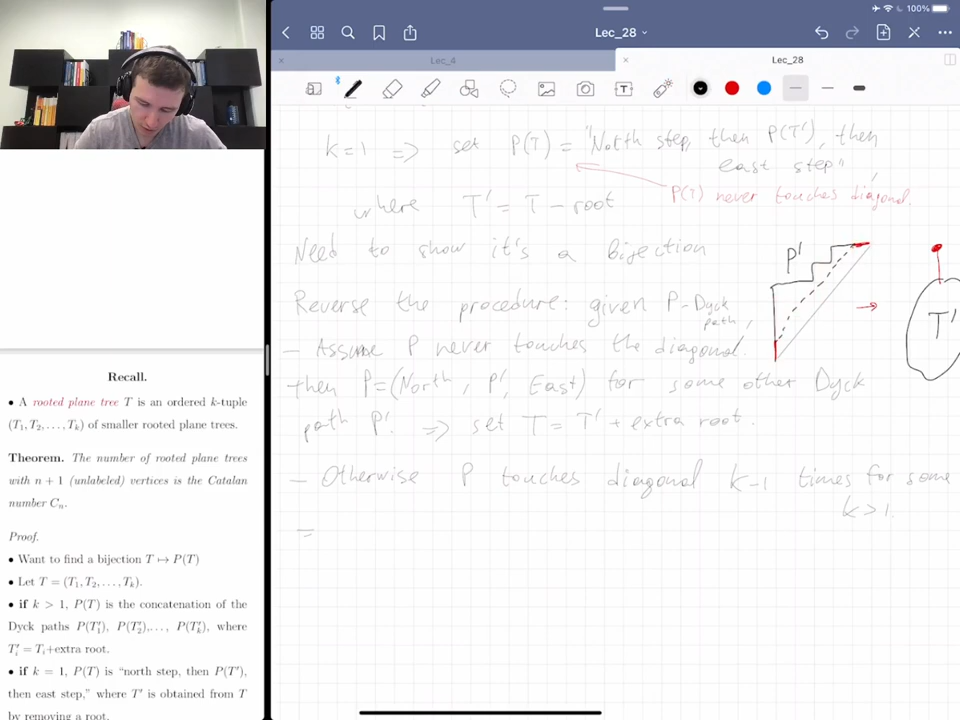 100%
Lec_28
Lec_4
Lec_28
k=1 => set P(T) = "North step, then P(T'), then
east step",
P(T) never touches diagonal.
where T' = T - root
Need to show it's a bijection
P'
Reverse the procedure: given P-Dyck
path,
T'
- Assume P never touches the diagonal.
then P=(North, P', East) for some other Dyck
path P'. => set T = T' + extra root.
- Otherwise P touches diagonal k-1 times for some
k>1.
=
Recall.
• A rooted plane tree T is an ordered k-tuple
(T₁, T₂, . . . , Tₖ) of smaller rooted plane trees.
Theorem. The number of rooted plane trees
with n + 1 (unlabeled) vertices is the Catalan
number Cₙ.
Proof.
• Want to find a bijection T ↦ P(T)
• Let T = (T₁, T₂, . . . , Tₖ).
• if k > 1, P(T) is the concatenation of the
Dyck paths P(T₁′), P(T₂′),. . . , P(Tₖ′), where
Tᵢ′ = Tᵢ+extra root.
• if k = 1, P(T) is “north step, then P(T′),
then east step,” where T′ is obtained from T
by removing a root.